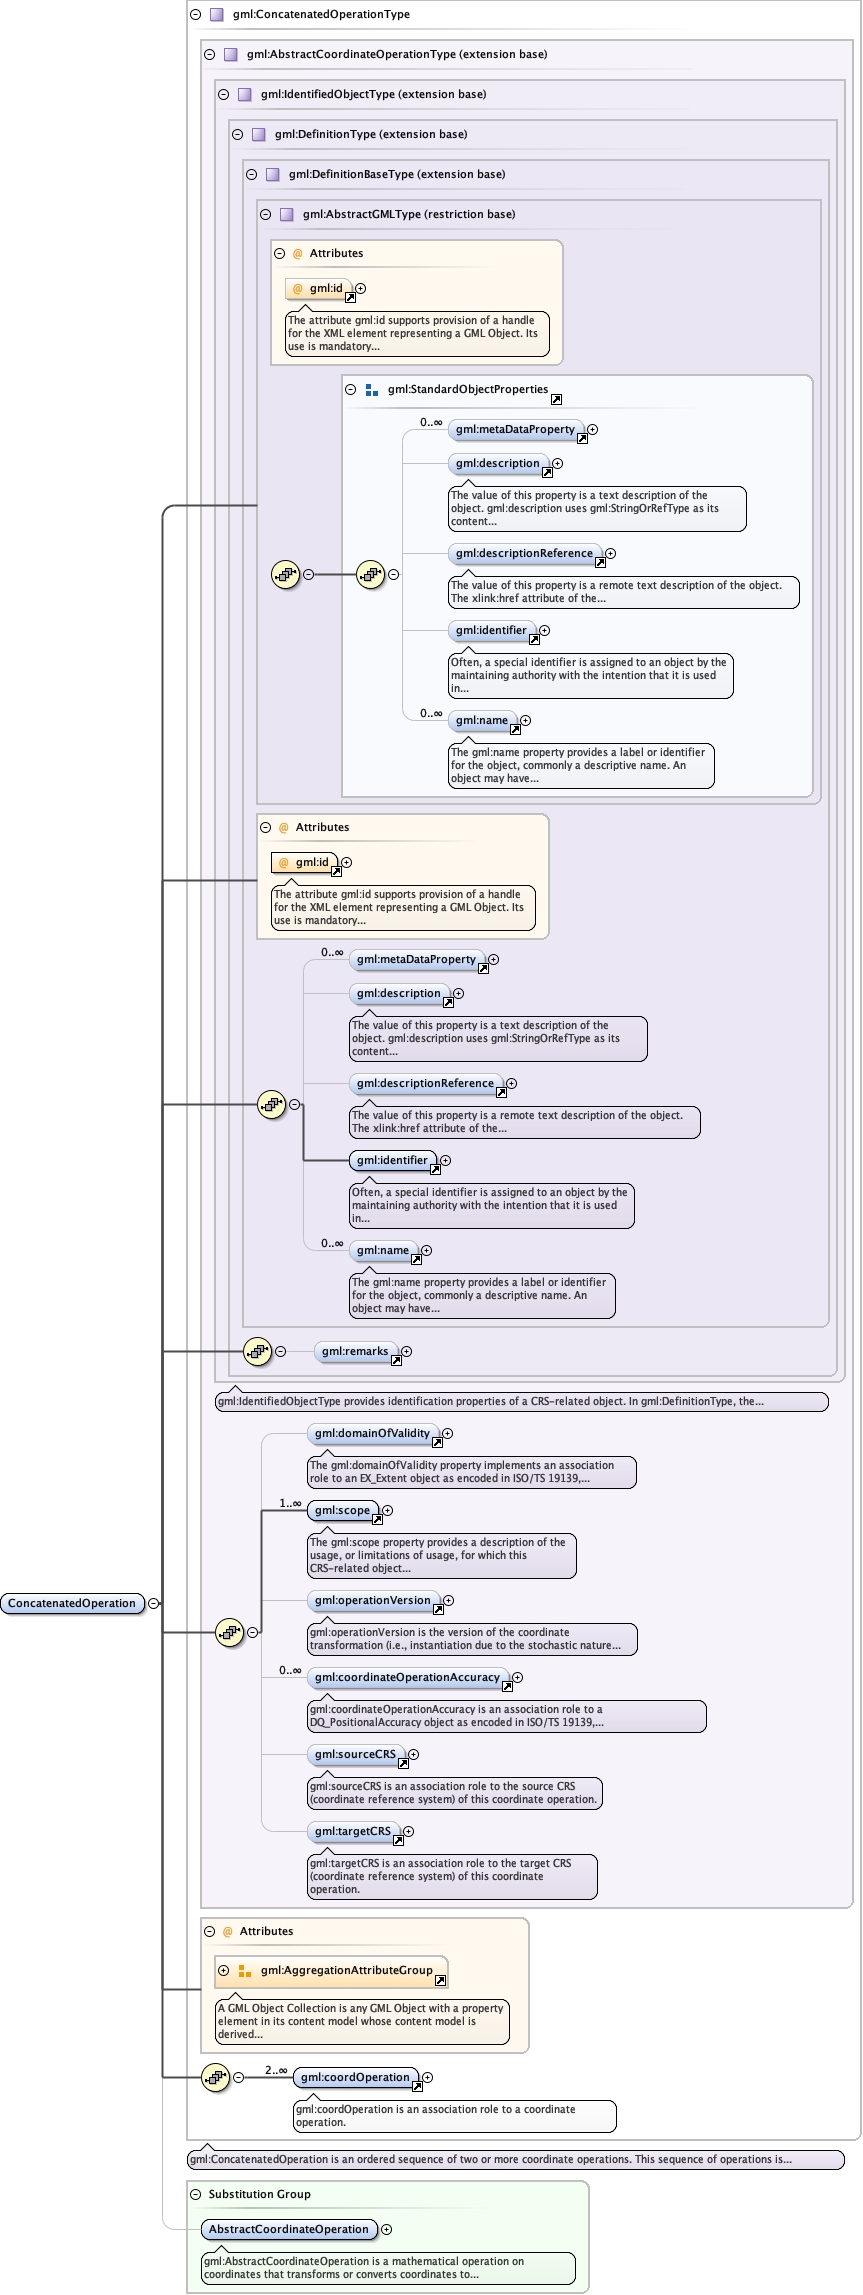 gml:ConcatenatedOperationType
gml:AbstractCoordinateOperationType (extension base)
gml:IdentifiedObjectType (extension base)
gml:DefinitionType (extension base)
gml:DefinitionBaseType (extension base)
gml:AbstractGMLType (restriction base)
@ Attributes
@ gml:id
The attribute gml:id supports provision of a handle
for the XML element representing a GML Object. Its
use is mandatory...
gml:StandardObjectProperties
0..∞
gml:metaDataProperty
gml:description
The value of this property is a text description of the
object. gml:description uses gml:StringOrRefType as its
content...
gml:descriptionReference
The value of this property is a remote text description of the object.
The xlink:href attribute of the...
gml:identifier
Often, a special identifier is assigned to an object by the
maintaining authority with the intention that it is used
in...
0..∞
gml:name
The gml:name property provides a label or identifier
for the object, commonly a descriptive name. An
object may have...
@ Attributes
@ gml:id
The attribute gml:id supports provision of a handle
for the XML element representing a GML Object. Its
use is mandatory...
0..∞
gml:metaDataProperty
gml:description
The value of this property is a text description of the
object. gml:description uses gml:StringOrRefType as its
content...
gml:descriptionReference
The value of this property is a remote text description of the object.
The xlink:href attribute of the...
gml:identifier
Often, a special identifier is assigned to an object by the
maintaining authority with the intention that it is used
in...
0..∞
gml:name
The gml:name property provides a label or identifier
for the object, commonly a descriptive name. An
object may have...
gml:remarks
gml:IdentifiedObjectType provides identification properties of a CRS-related object. In gml:DefinitionType, the...
gml:domainOfValidity
The gml:domainOfValidity property implements an association
role to an EX_Extent object as encoded in ISO/TS 19139,...
1..∞
gml:scope
The gml:scope property provides a description of the
usage, or limitations of usage, for which this
CRS-related object...
ConcatenatedOperation
gml:operationVersion
gml:operationVersion is the version of the coordinate
transformation (i.e., instantiation due to the stochastic nature...
0..∞
gml:coordinateOperationAccuracy
gml:coordinateOperationAccuracy is an association role to a
DQ_PositionalAccuracy object as encoded in ISO/TS 19139,...
gml:sourceCRS
gml:sourceCRS is an association role to the source CRS
(coordinate reference system) of this coordinate operation.
gml:targetCRS
gml:targetCRS is an association role to the target CRS
(coordinate reference system) of this coordinate
operation.
@ Attributes
gml:AggregationAttributeGroup
A GML Object Collection is any GML Object with a property
element in its content model whose content model is
derived...
2..∞
gml:coordOperation
gml:coordOperation is an association role to a coordinate
operation.
gml:ConcatenatedOperation is an ordered sequence of two or more coordinate operations. This sequence of operations is...
Substitution Group
AbstractCoordinateOperation
gml:AbstractCoordinateOperation is a mathematical operation on
coordinates that transforms or converts coordinates to...